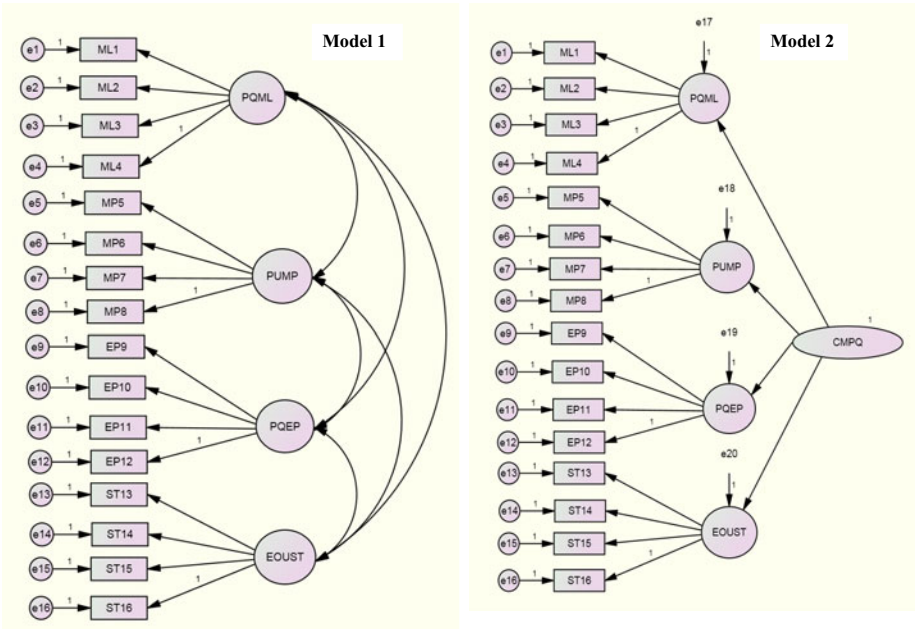 Model 1
e1 1 ML1
e2 1 ML2
e3 1 ML3
e4 1 ML4
1
PQML
e5 1 MP5
e6 1 MP6
e7 1 MP7
e8 1 MP8
1
PUMP
e9 1 EP9
e10 1 EP10
e11 1 EP11
e12 1 EP12
1
PQEP
e13 1 ST13
e14 1 ST14
e15 1 ST15
e16 1 ST16
1
EOUST
Model 2
e17
1
e1 1 ML1
e2 1 ML2
e3 1 ML3
e4 1 ML4
1
PQML
e18
1
e5 1 MP5
e6 1 MP6
e7 1 MP7
e8 1 MP8
1
PUMP
e19
1
e9 1 EP9
e10 1 EP10
e11 1 EP11
e12 1 EP12
1
PQEP
1
CMPQ
e20
1
e13 1 ST13
e14 1 ST14
e15 1 ST15
e16 1 ST16
1
EOUST